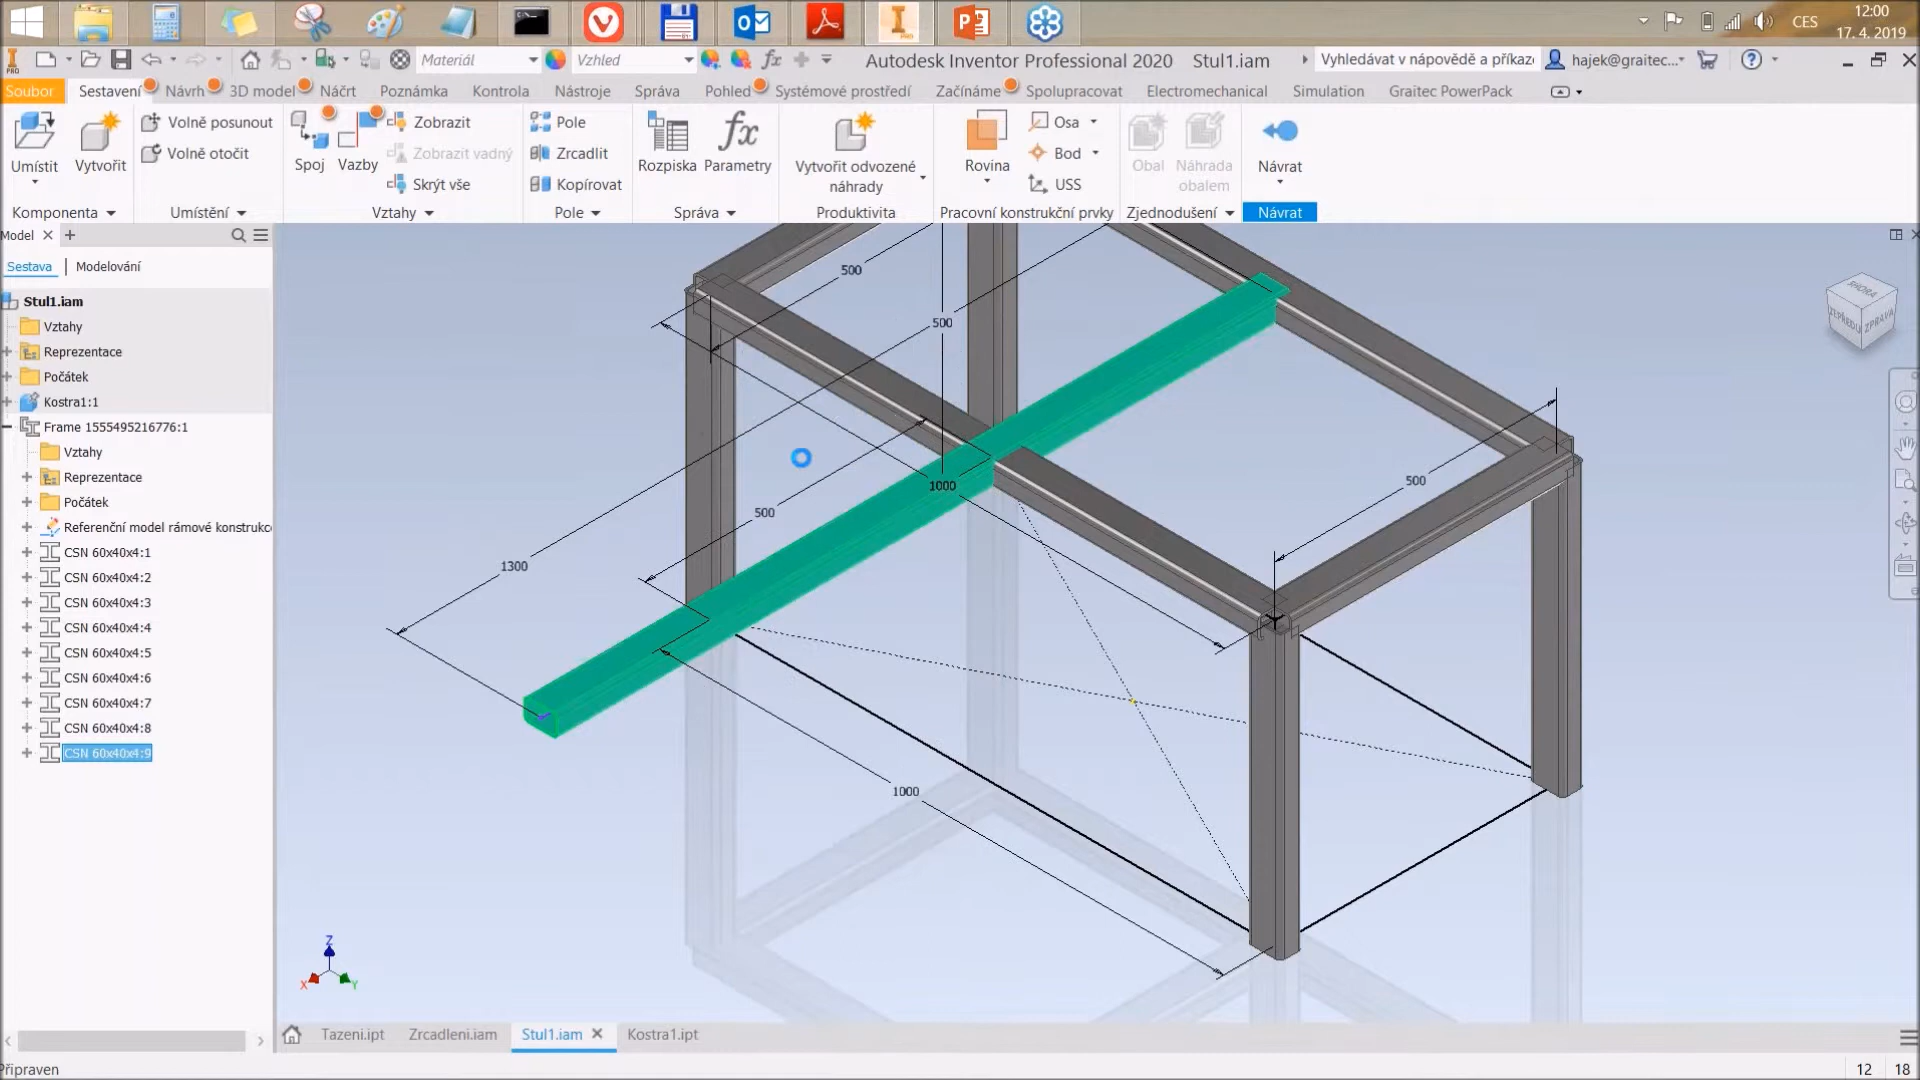 CES
12:00
17. 4. 2019
PRO
Materiál
Vzhled
fx
Autodesk Inventor Professional 2020 Stul1.iam
Vyhledávat v nápovědě a příkaz
hajek@graitec...
Soubor
Sestavení
Návrh
3D model
Náčrt
Poznámka
Kontrola
Nástroje
Správa
Pohled
Systémové prostředí
Začínáme
Spolupracovat
Electromechanical
Simulation
Graitec PowerPack
Umístit
Vytvořit
Volně posunout
Volně otočit
Spoj
Vazby
Zobrazit
Zobrazit vadný
Skrýt vše
Pole
Zrcadlit
Kopírovat
Rozpiska
fx
Parametry
Vytvořit odvozené
náhrady
Rovina
Osa
Bod
USS
Obal
Náhrada
obalem
Návrat
Komponenta
Umístění
Vztahy
Pole
Správa
Produktivita
Pracovní konstrukční prvky
Zjednodušení
Návrat
Model
Sestava
Modelování
Stul1.iam
Vztahy
Reprezentace
Počátek
Kostra1:1
Frame 1555495216776:1
Vztahy
Reprezentace
Počátek
Referenční model rámové konstrukc
CSN 60x40x4:1
CSN 60x40x4:2
CSN 60x40x4:3
CSN 60x40x4:4
CSN 60x40x4:5
CSN 60x40x4:6
CSN 60x40x4:7
CSN 60x40x4:8
CSN 60x40x4:9
500
500
1000
500
500
1300
1000
SHORA
ZEPŘEDU
ZPRAVA
Z
X
Y
Tazeni.ipt
Zrcadleni.iam
Stul1.iam
Kostra1.ipt
Připraven
12
18